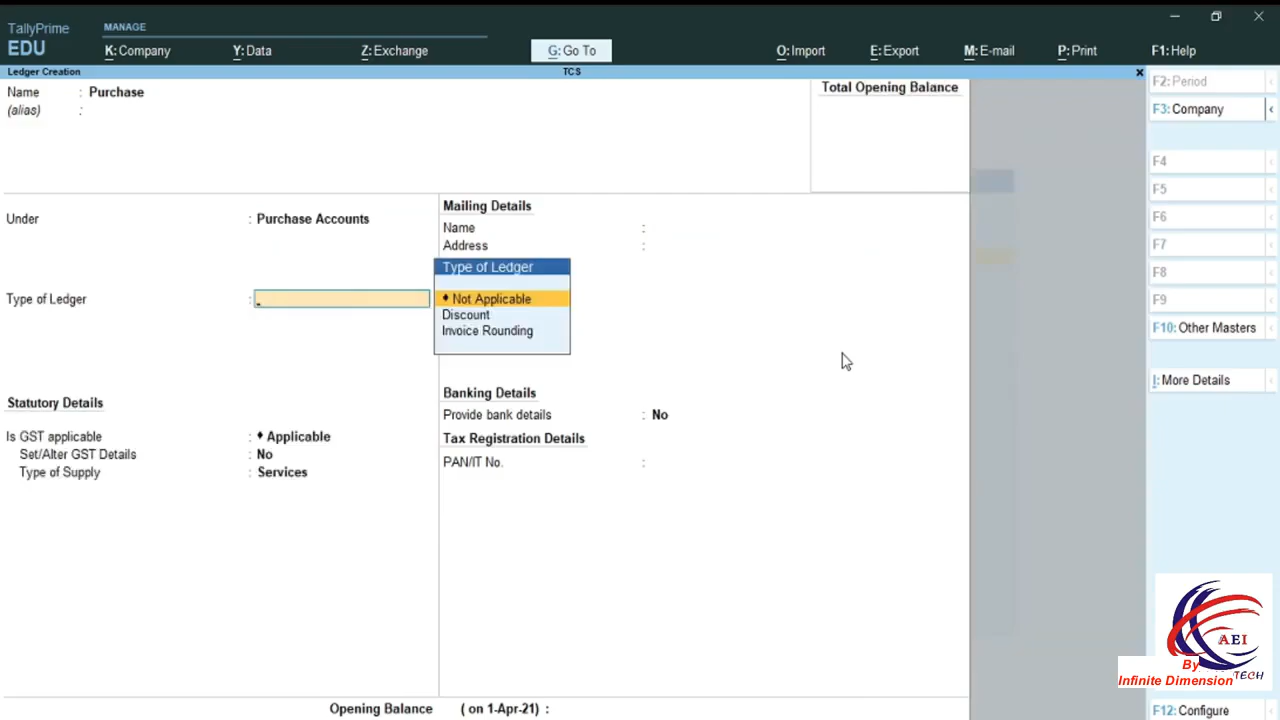 TallyPrime
EDU
MANAGE
K: Company
Y: Data
Z: Exchange
G: Go To
O: Import
E: Export
M: E-mail
P: Print
F1: Help
Ledger Creation
TCS
×
Name : Purchase
(alias) :
Total Opening Balance
Under : Purchase Accounts
Type of Ledger :
Mailing Details
Name :
Address :
Type of Ledger
♦ Not Applicable
Discount
Invoice Rounding
Statutory Details
Is GST applicable : ♦ Applicable
Set/Alter GST Details : No
Type of Supply : Services
Banking Details
Provide bank details : No
Tax Registration Details
PAN/IT No. :
Opening Balance ( on 1-Apr-21) :
F2: Period
F3: Company
F4
F5
F6
F7
F8
F9
F10: Other Masters
I: More Details
AEI
By
TECH
Infinite Dimension
F12: Configure